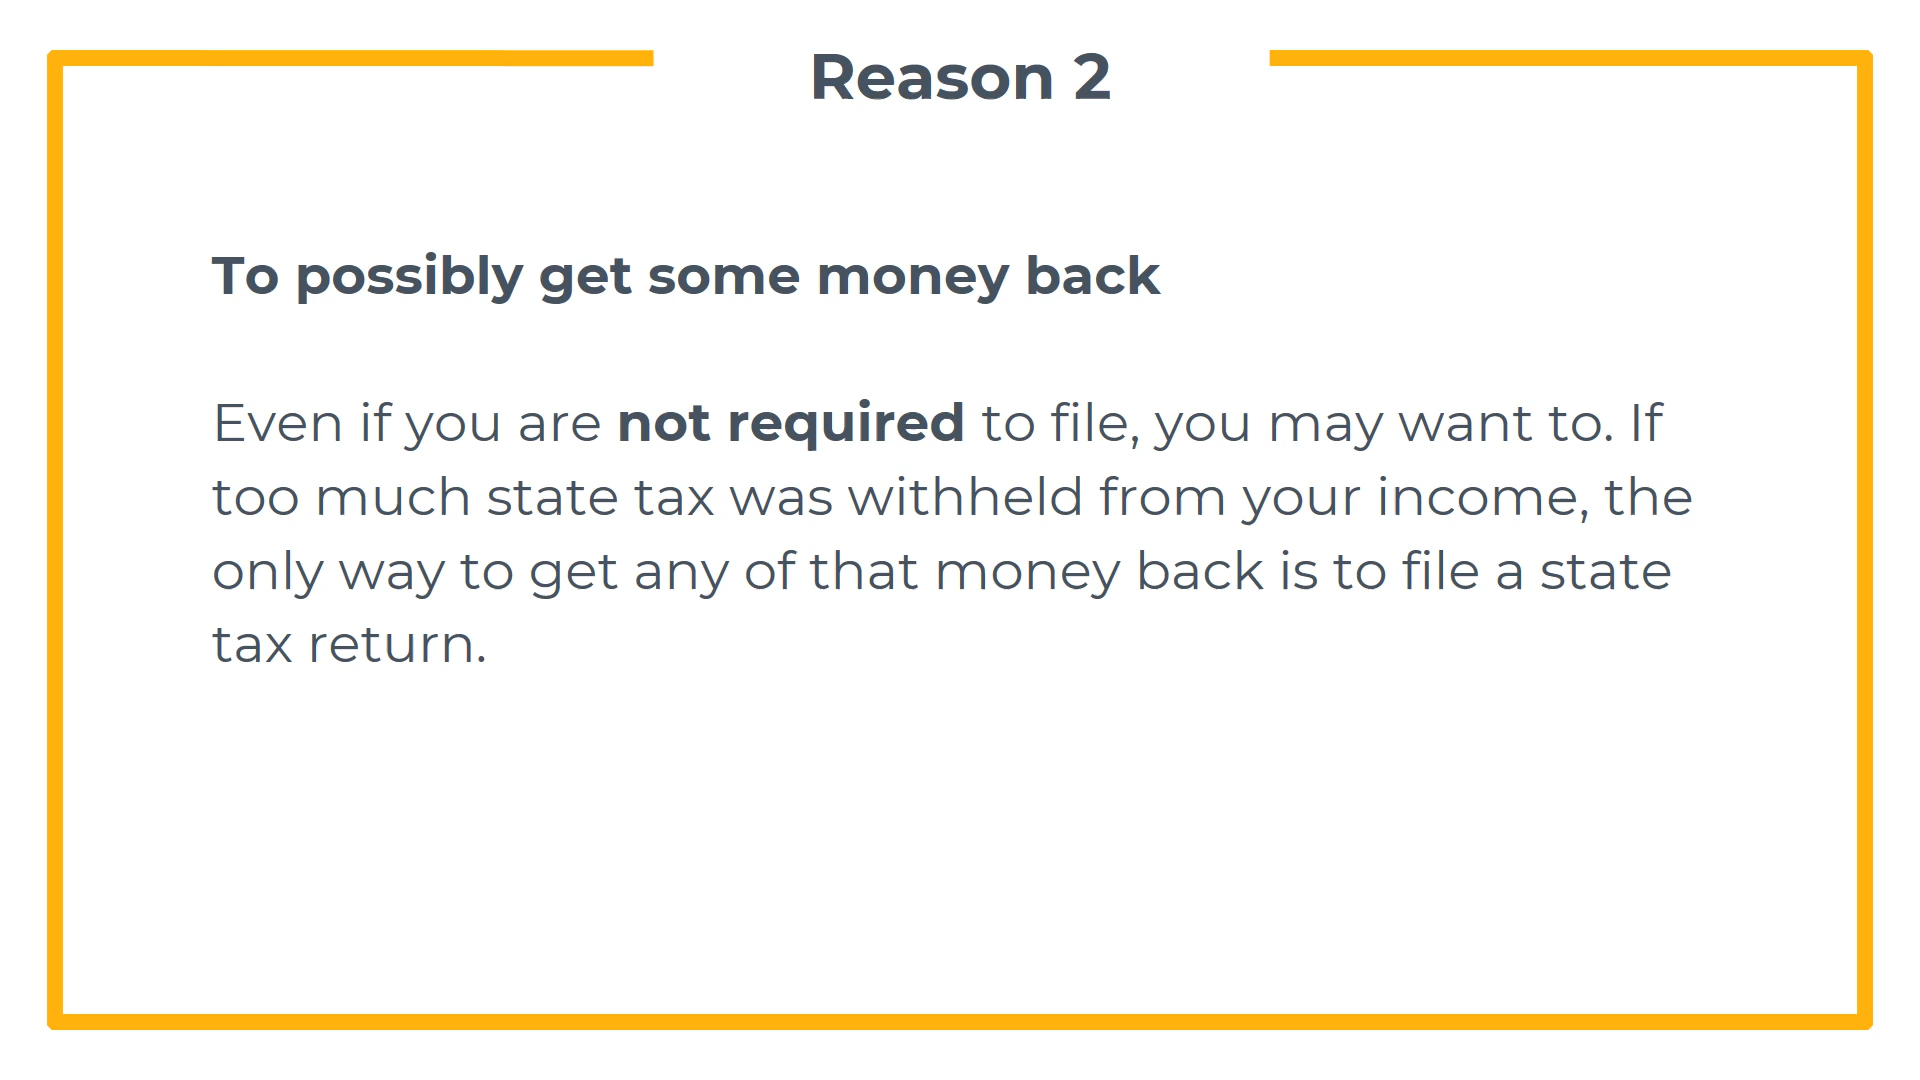 Reason 2
To possibly get some money back
Even if you are not required to file, you may want to. If
too much state tax was withheld from your income, the
only way to get any of that money back is to file a state
tax return.